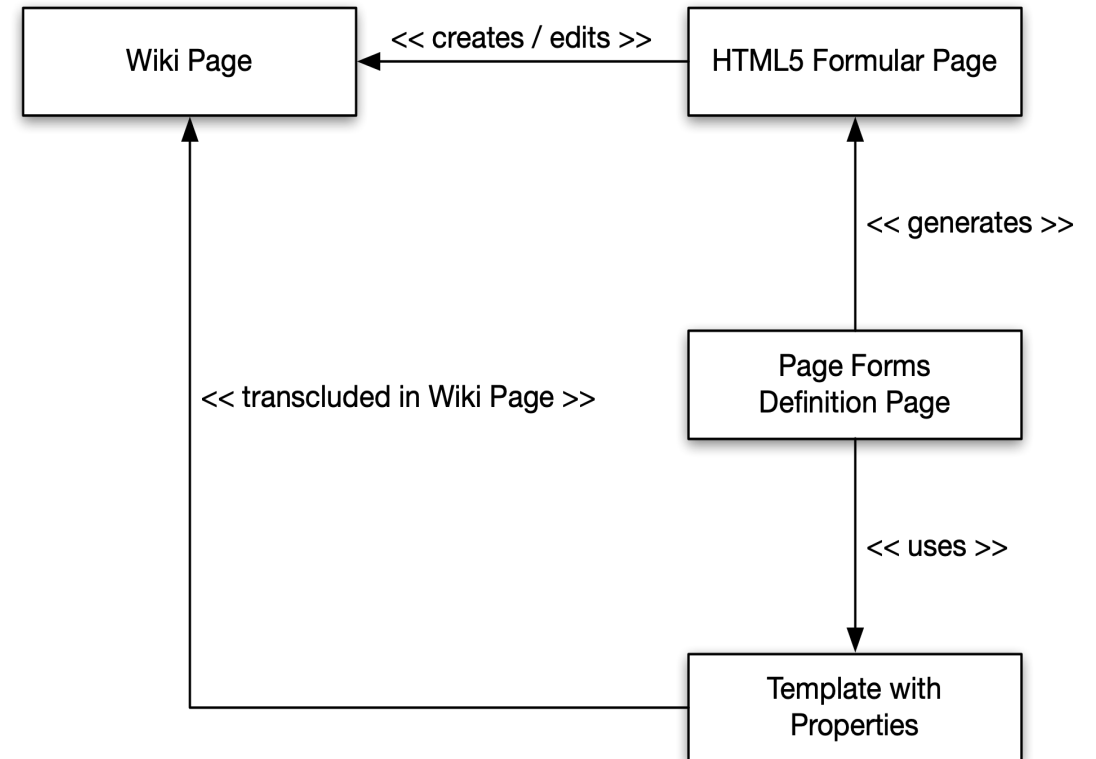 Wiki Page
<< creates / edits >>
HTML5 Formular Page
<< generates >>
Page Forms
Definition Page
<< transcluded in Wiki Page >>
<< uses >>
Template with
Properties